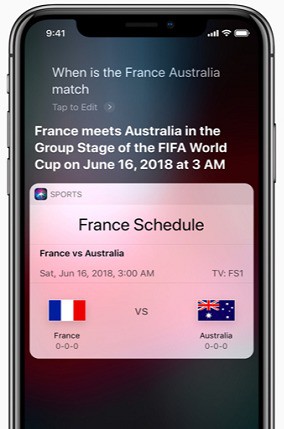 9:41
When is the France Australia
match
Tap to Edit >
France meets Australia in the
Group Stage of the FIFA World
Cup on June 16, 2018 at 3 AM
SPORTS
France Schedule
France vs Australia
Sat, Jun 16, 2018, 3:00 AM TV: FS1
VS
France Australia
0-0-0 0-0-0